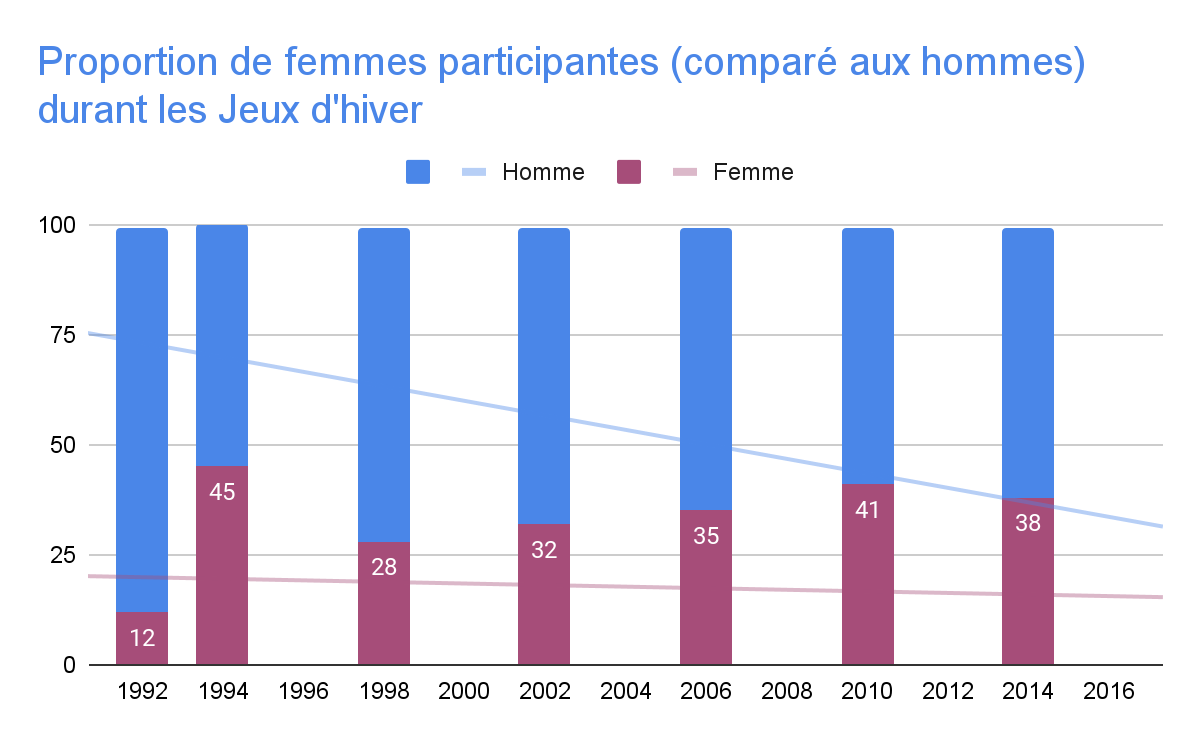 Proportion de femmes participantes (comparé aux hommes)
durant les Jeux d'hiver
Homme Femme
100
75
50
25
0
12 45 28 32 35 41 38
1992 1994 1996 1998 2000 2002 2004 2006 2008 2010 2012 2014 2016